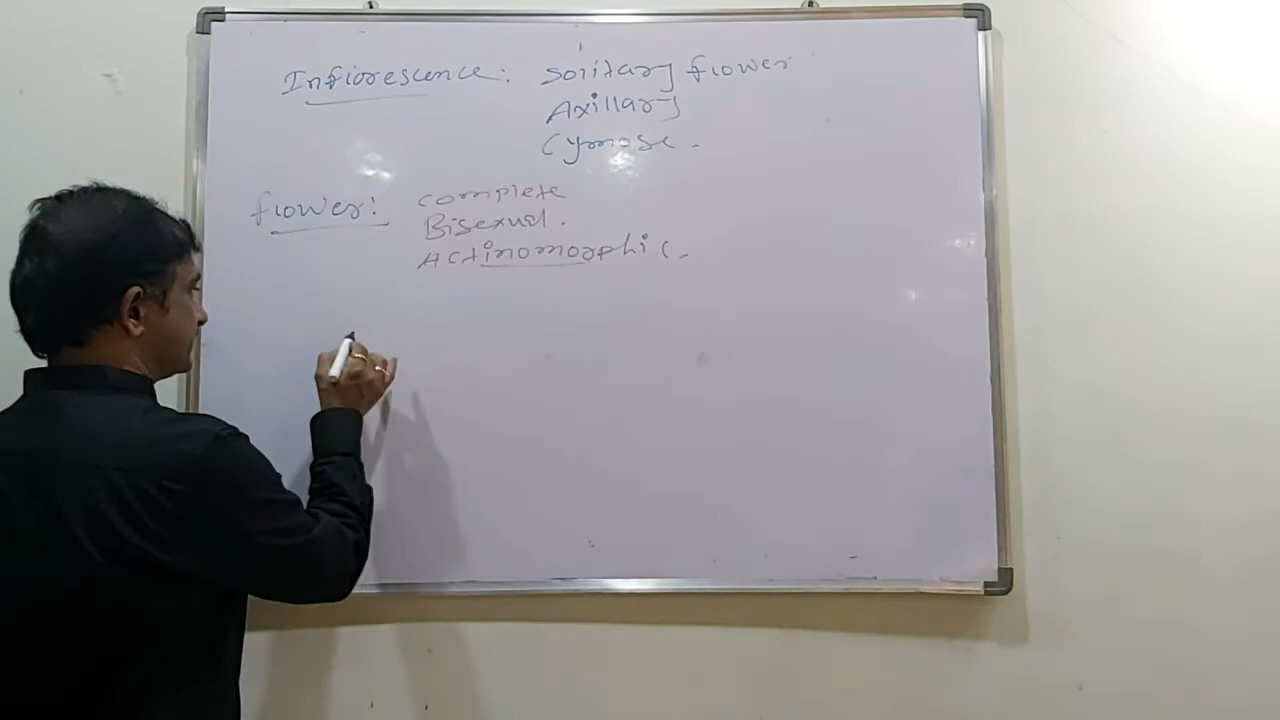 Inflorescence: Solitary flower
Axillary
Cymose.
flower: Complete
Bisexual.
Actinomorphic.